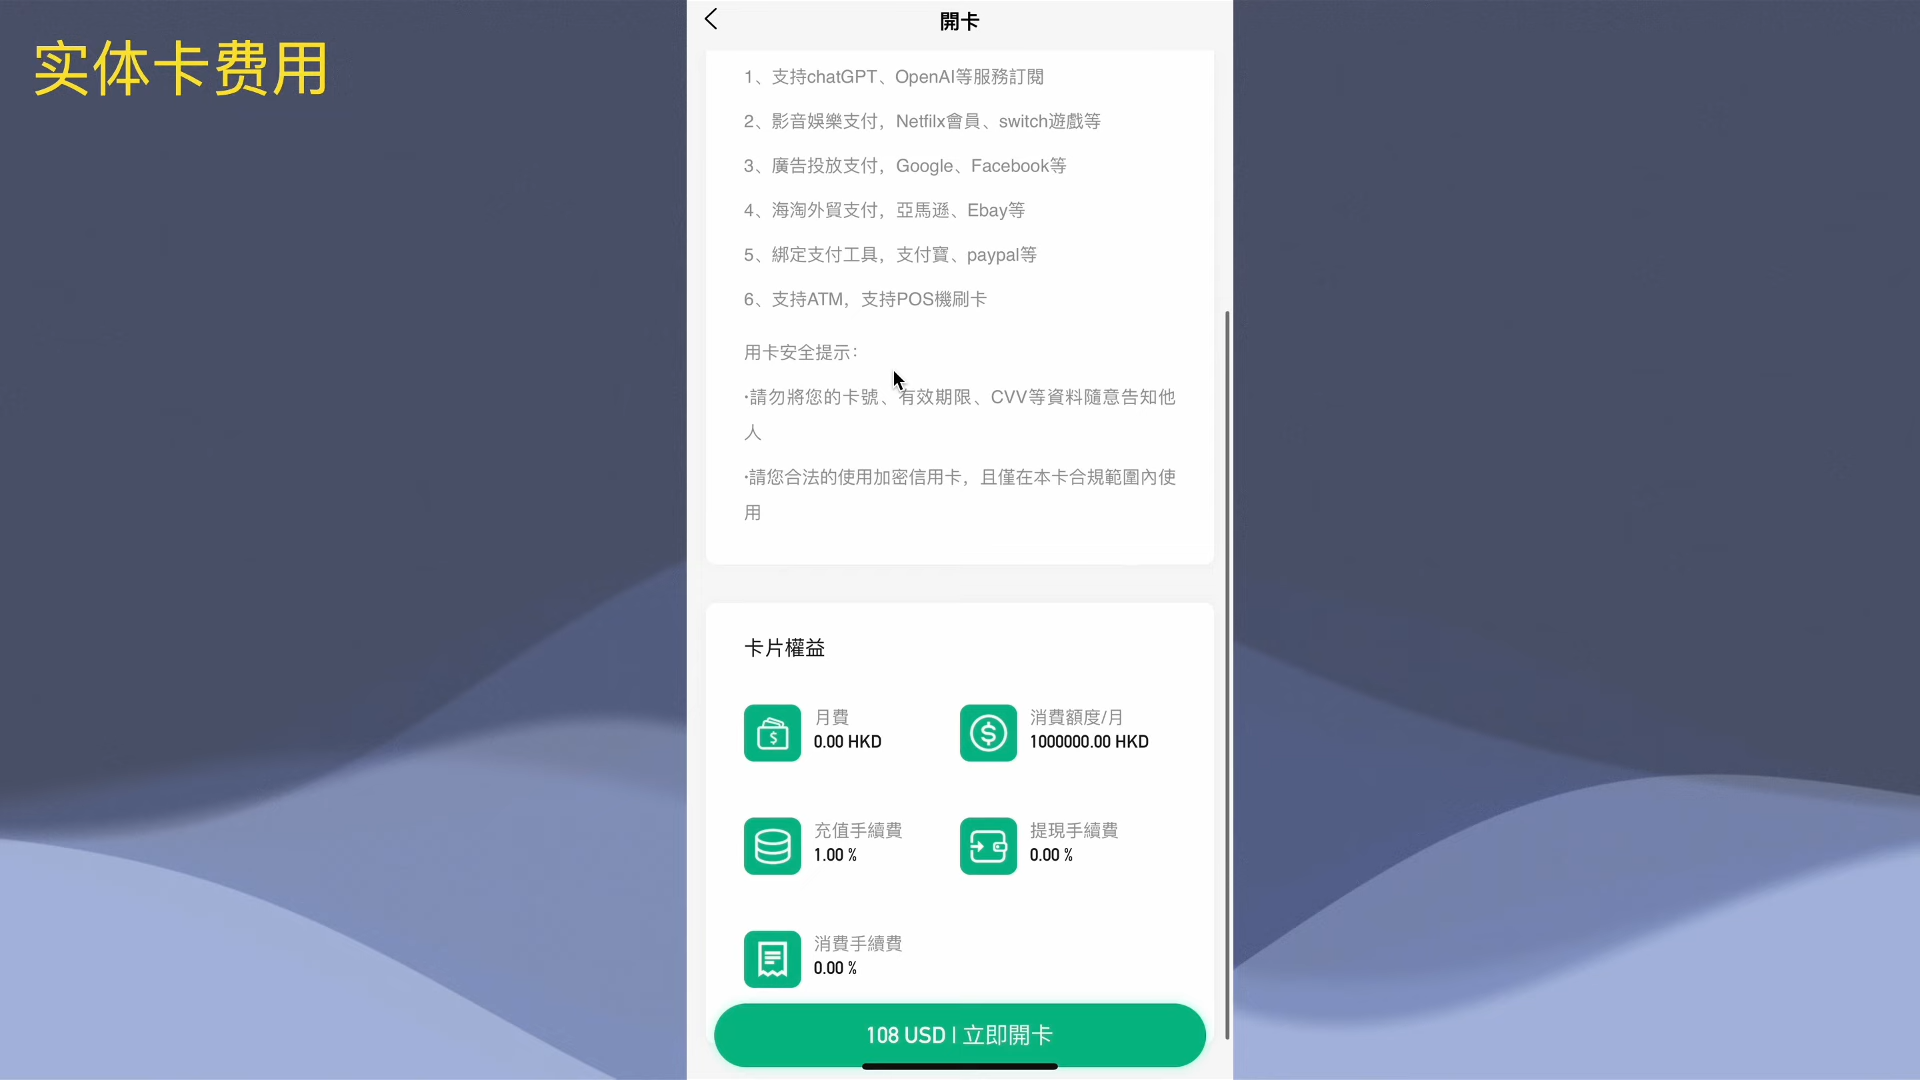 实体卡费用
開卡
1、支持chatGPT、OpenAI等服務訂閱
2、影音娛樂支付，Netfilx會員、switch遊戲等
3、廣告投放支付，Google、Facebook等
4、海淘外貿支付，亞馬遜、Ebay等
5、綁定支付工具，支付寶、paypal等
6、支持ATM，支持POS機刷卡
用卡安全提示：
·請勿將您的卡號、有效期限、CVV等資料隨意告知他
人
·請您合法的使用加密信用卡，且僅在本卡合規範圍內使
用
卡片權益
月費
0.00 HKD
消費額度/月
1000000.00 HKD
充值手續費
1.00 %
提現手續費
0.00 %
消費手續費
0.00 %
108 USD | 立即開卡